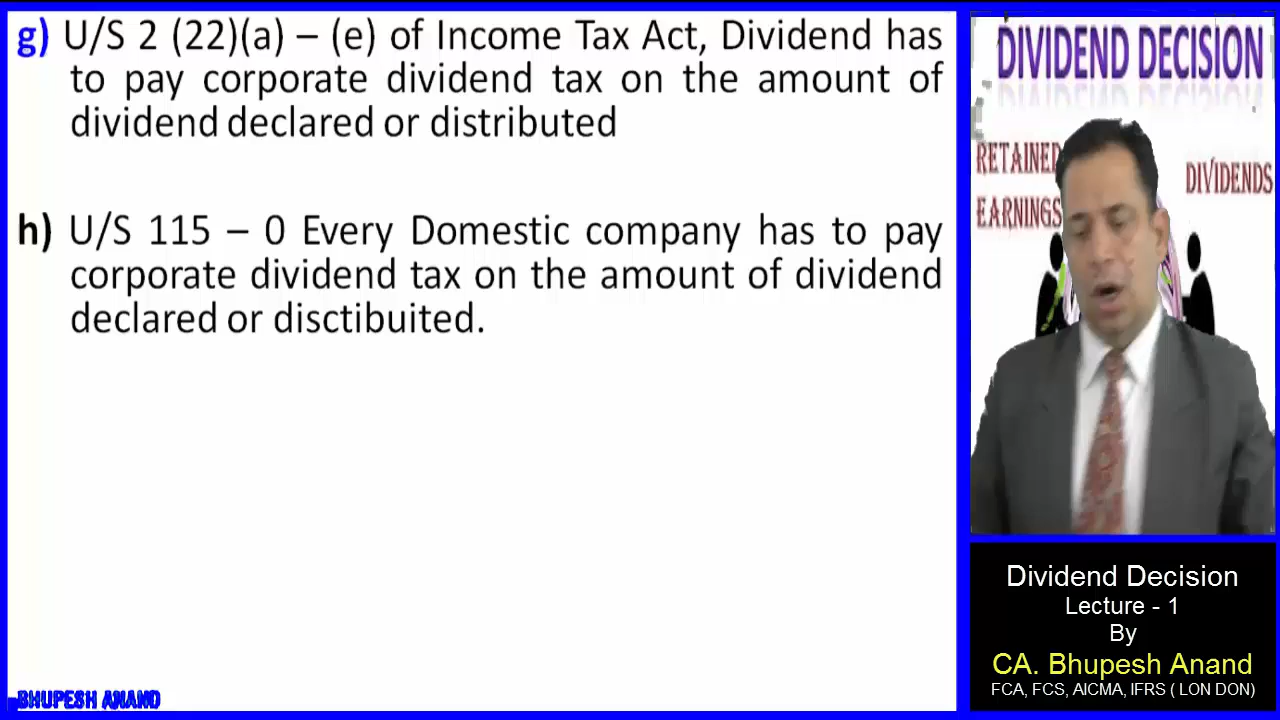 g) U/S 2 (22)(a) – (e) of Income Tax Act, Dividend has
to pay corporate dividend tax on the amount of
dividend declared or distributed
h) U/S 115 – 0 Every Domestic company has to pay
corporate dividend tax on the amount of dividend
declared or disctibuited.
BHUPESH ANAND
DIVIDEND DECISION
RETAINED
EARNINGS
DIVIDENDS
Dividend Decision
Lecture - 1
By
CA. Bhupesh Anand
FCA, FCS, AICMA, IFRS ( LON DON)